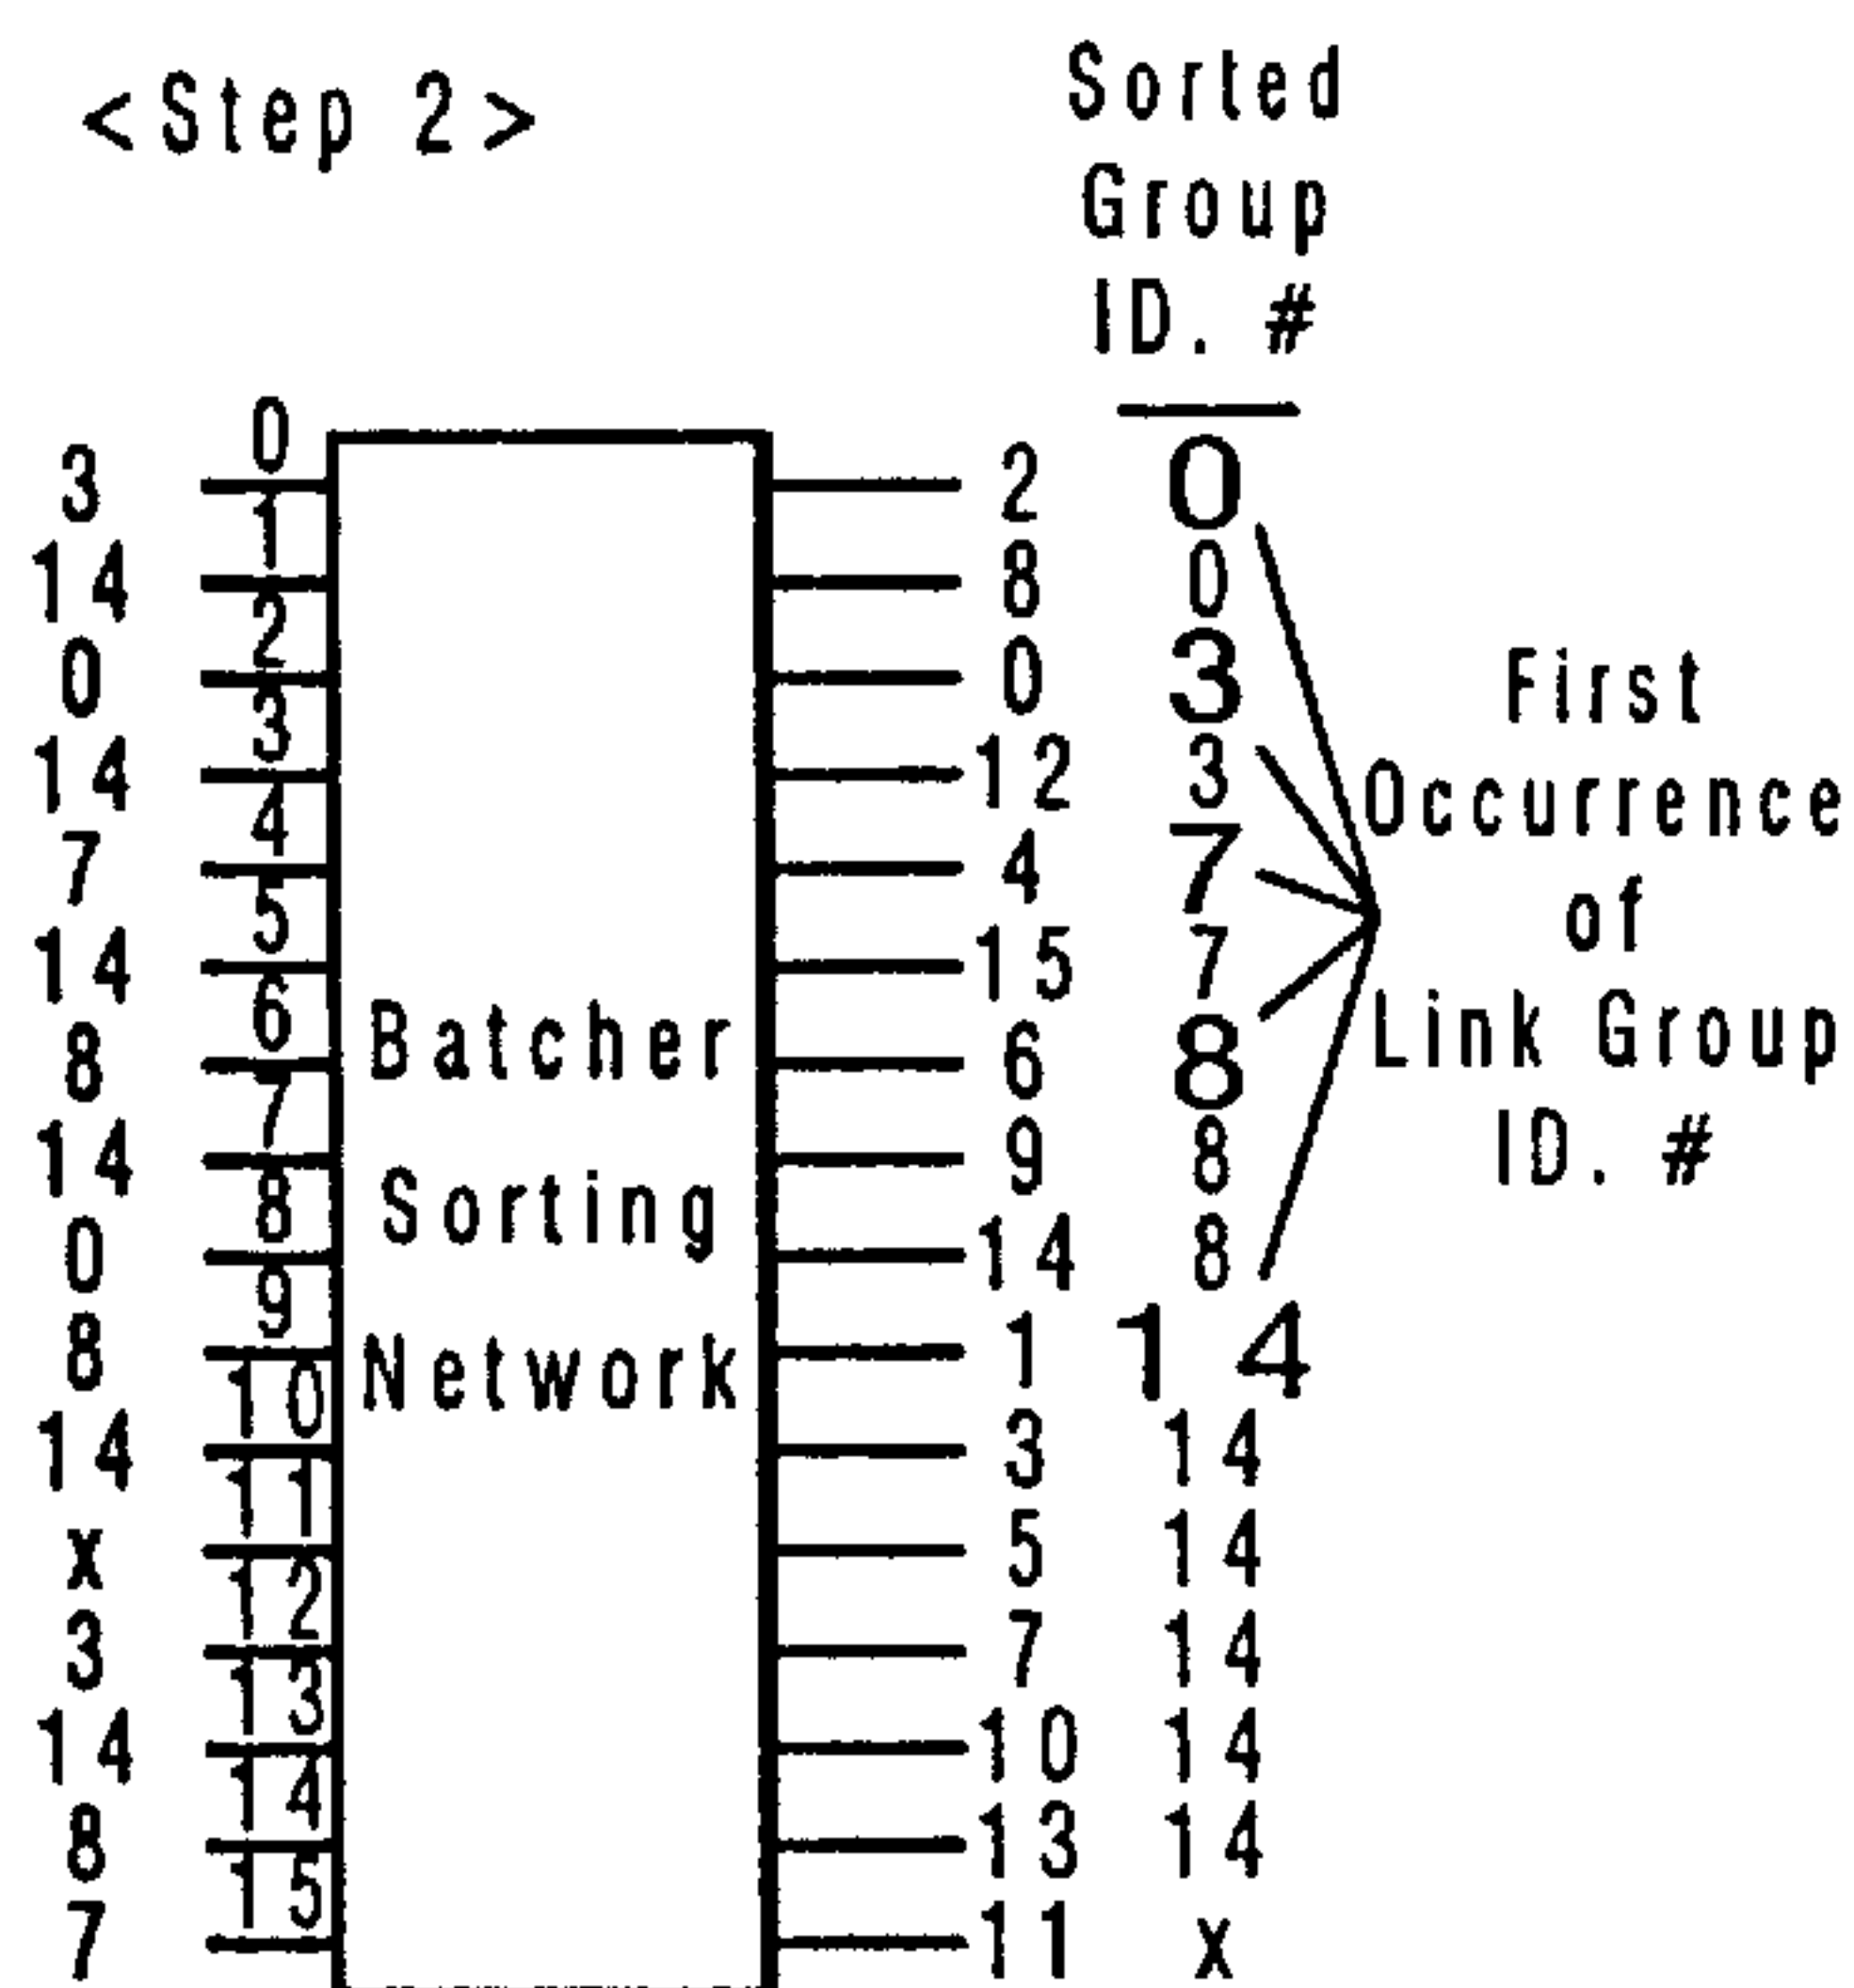 <Step 2>
Sorted
Group
ID. #
0
3 2 0
1
14 8 0
2
0 0 3
3
14 12 3
4
7 4 7
5
14 15 7
6
8 6 8
7
14 9 8
8
0 14 8
9
8 1 14
10
14 3 14
11
x 5 14
12
3 7 14
13
14 10 14
14
8 13 14
15
7 11 x
Batcher
Sorting
Network
First
Occurrence
of
Link Group
ID. #